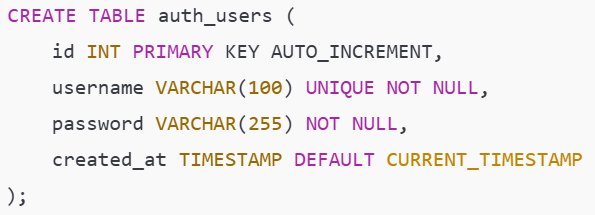 CREATE TABLE auth_users (
    id INT PRIMARY KEY AUTO_INCREMENT,
    username VARCHAR(100) UNIQUE NOT NULL,
    password VARCHAR(255) NOT NULL,
    created_at TIMESTAMP DEFAULT CURRENT_TIMESTAMP
);